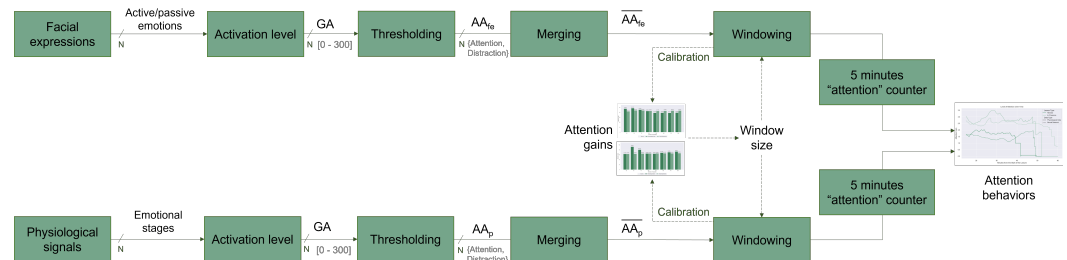 Facial
expressions
N
Active/passive
emotions
Activation level
GA
N [0 - 300]
Thresholding
AAfe
N {Attention,
Distraction}
Merging
AAfe
Windowing
Calibration
5 minutes
“attention” counter
Attention
gains
Window
size
Attention
behaviors
Physiological
signals
N
Emotional
stages
Activation level
GA
N [0 - 300]
Thresholding
AAp
N {Attention,
Distraction}
Merging
AAp
Calibration
Windowing
5 minutes
“attention” counter